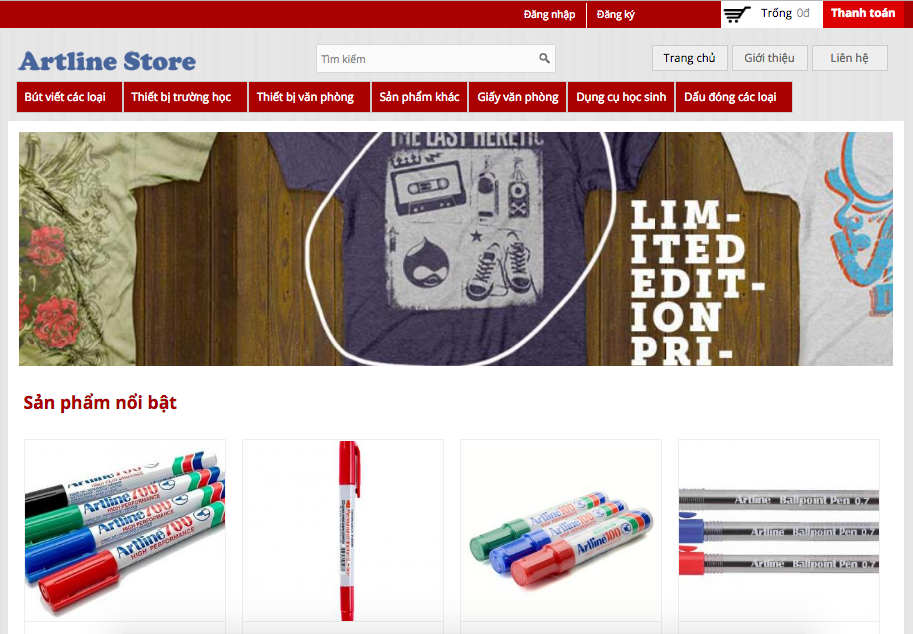 Đăng nhập
Đăng ký
Trống 0đ
Thanh toán
Artline Store
Tìm kiếm
Trang chủ
Giới thiệu
Liên hệ
Bút viết các loại
Thiết bị trường học
Thiết bị văn phòng
Sản phẩm khác
Giấy văn phòng
Dụng cụ học sinh
Dấu đóng các loại
THE LAST HERETIC
LIM-
ITED
EDIT-
ION
PRI-
Sản phẩm nổi bật
Artline 700
HIGH PERFORMANCE
Artline 700
HIGH PERFORMANCE
Artline 700
HIGH PERFORMANCE
Artline 700
HIGH PERFORMANCE
Artline 100
Artline Ballpoint Pen 0.7
Artline Ballpoint Pen 0.7
Artline Ballpoint Pen 0.7